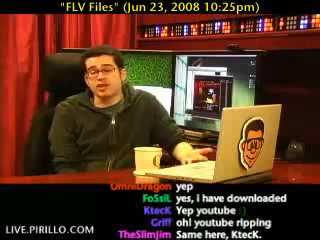 "FLV Files" (Jun 23, 2008 10:25pm)
OmniDragon yep
FoSsiL yes, i have downloaded
KtecK Yep youtube :)
Griff oh! youtube ripping
TheSlimJim Same here, KtecK.
LIVE.PIRILLO.COM